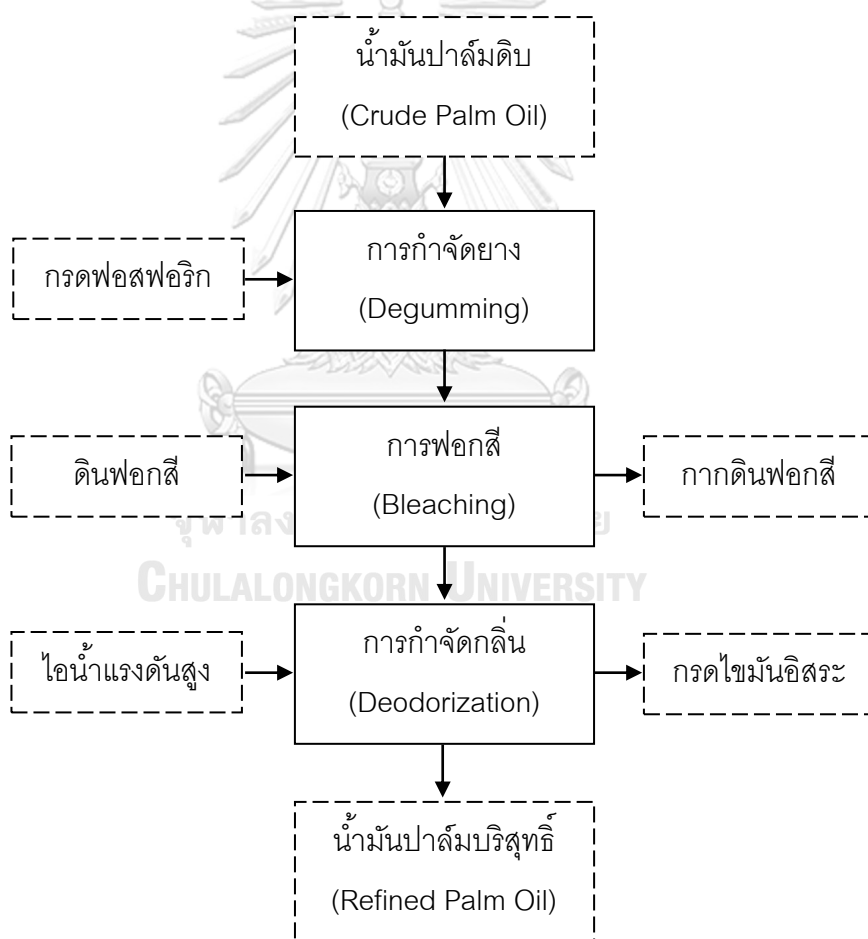 น้ำมันปาล์มดิบ
(Crude Palm Oil)
กรดฟอสฟอริก
การกำจัดยาง
(Degumming)
ดินฟอกสี
การฟอกสี
(Bleaching)
กากดินฟอกสี
CHULALONGKORN UNIVERSITY
ไอน้ำแรงดันสูง
การกำจัดกลิ่น
(Deodorization)
กรดไขมันอิสระ
น้ำมันปาล์มบริสุทธิ์
(Refined Palm Oil)